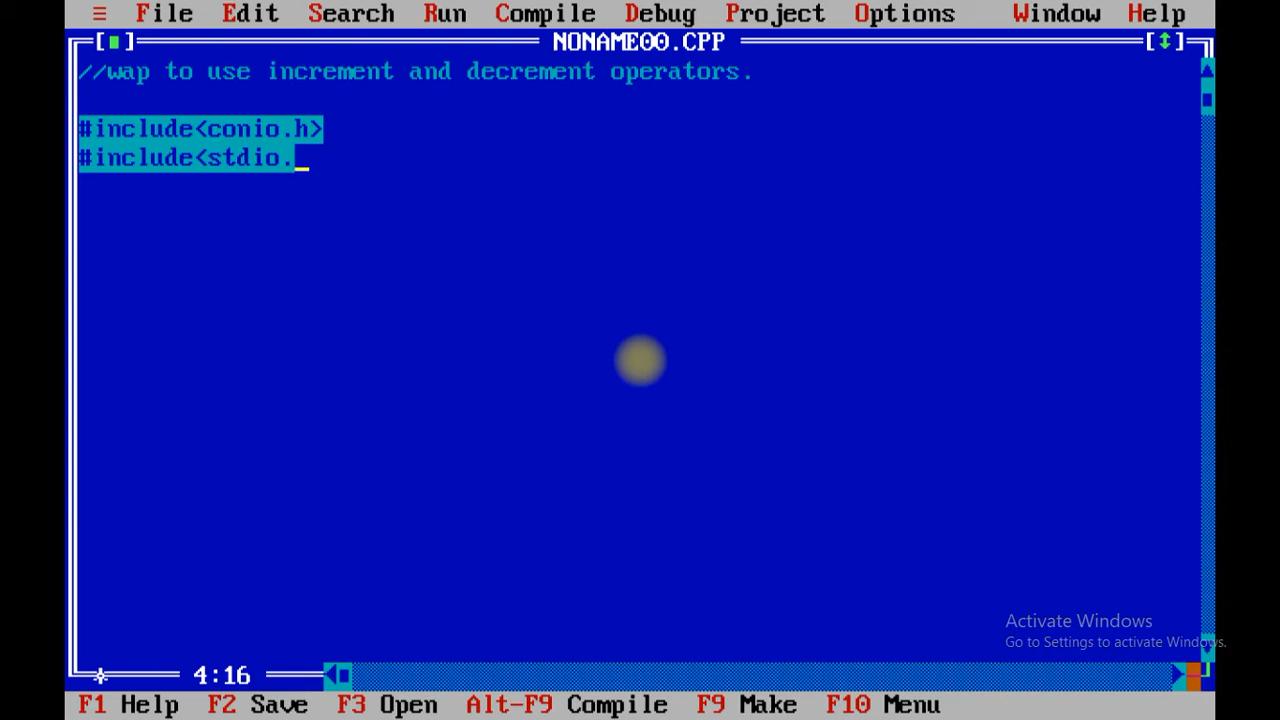 ≡ File Edit Search Run Compile Debug Project Options Window Help
[■] NONAME00.CPP [↕]
//wap to use increment and decrement operators.
#include<conio.h>
#include<stdio._
Activate Windows
Go to Settings to activate Windows.
4:16
F1 Help F2 Save F3 Open Alt-F9 Compile F9 Make F10 Menu